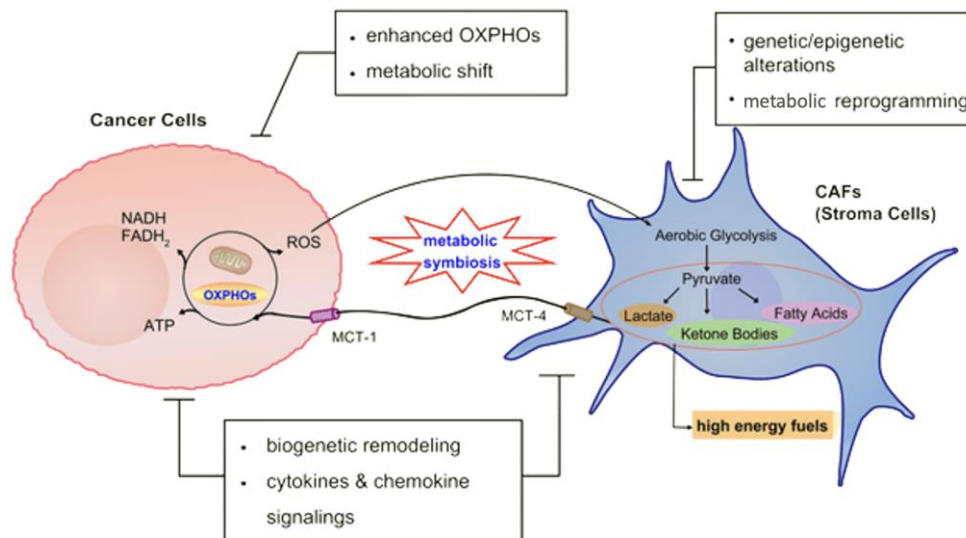 • enhanced OXPHOs
• metabolic shift
• genetic/epigenetic
alterations
• metabolic reprogramming
Cancer Cells
CAFs
(Stroma Cells)
NADH
FADH₂
ROS
OXPHOs
ATP
metabolic
symbiosis
MCT-1
MCT-4
Aerobic Glycolysis
Pyruvate
Lactate
Fatty Acids
Ketone Bodies
high energy fuels
• biogenetic remodeling
• cytokines & chemokine
signalings